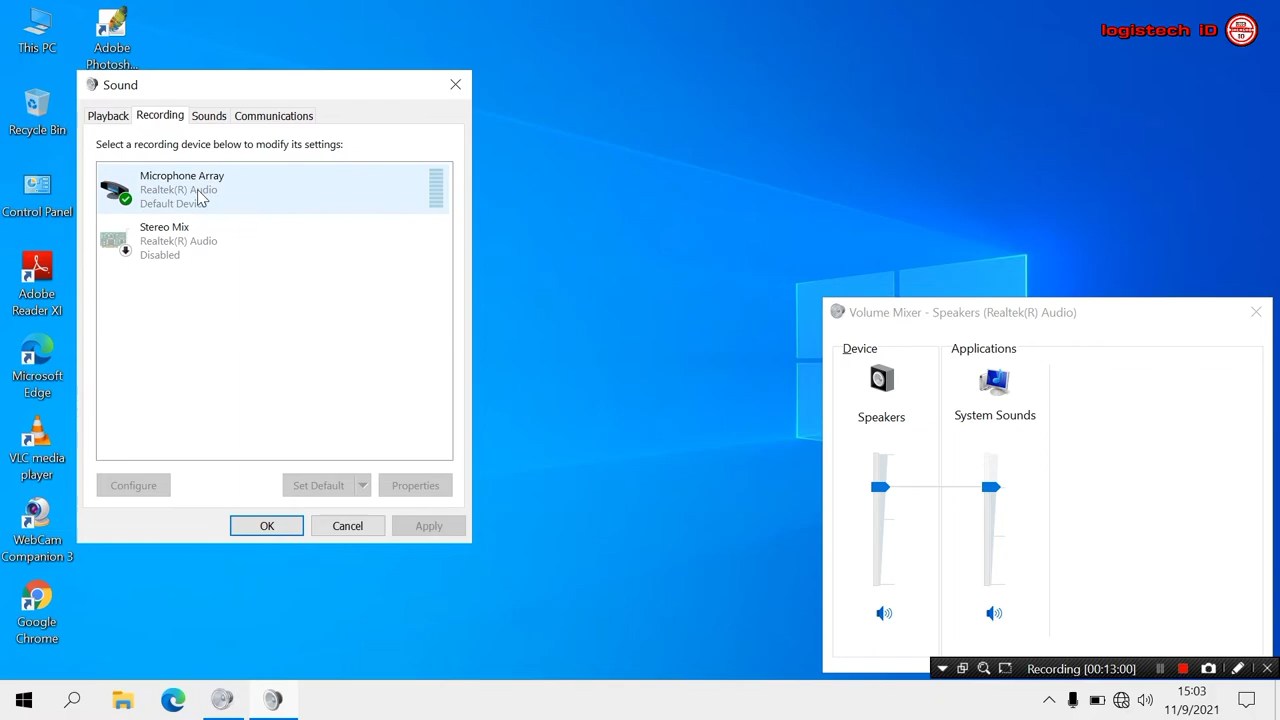 This PC
Adobe
Photosh...
Recycle Bin
Control Panel
Adobe
Reader XI
Microsoft
Edge
VLC media
player
WebCam
Companion 3
Google
Chrome
logistech iD
Sound
Playback
Recording
Sounds
Communications
Select a recording device below to modify its settings:
Microphone Array
Realtek(R) Audio
Default Device
Stereo Mix
Realtek(R) Audio
Disabled
Configure
Set Default
Properties
OK
Cancel
Apply
Volume Mixer - Speakers (Realtek(R) Audio)
Device
Applications
Speakers
System Sounds
Recording [00:13:00]
15:03
11/9/2021